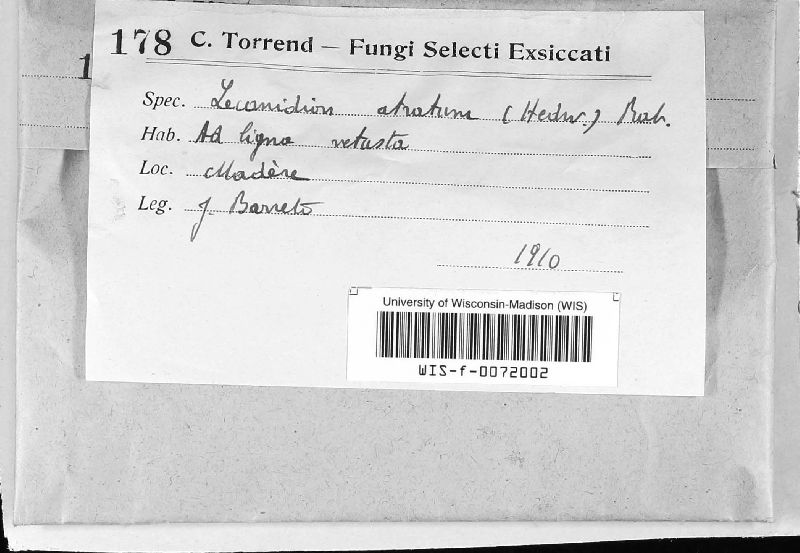 178 C. Torrend — Fungi Selecti Exsiccati
1
Spec. Lecanidion atratum (Hedw.) Rab.
Hab. Ad ligna vetusta
Loc. Madère
Leg. J. Barreto
1910
University of Wisconsin-Madison (WIS)
WIS-f-0072002